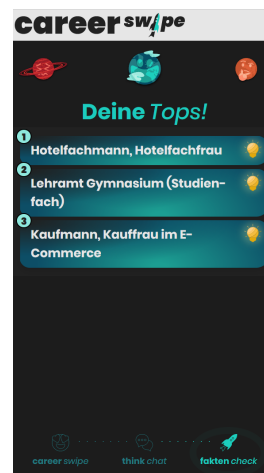 career swipe
Deine Tops!
1
Hotelfachmann, Hotelfachfrau
2
Lehramt Gymnasium (Studien-
fach)
3
Kaufmann, Kauffrau im E-
Commerce
career swipe think chat fakten check